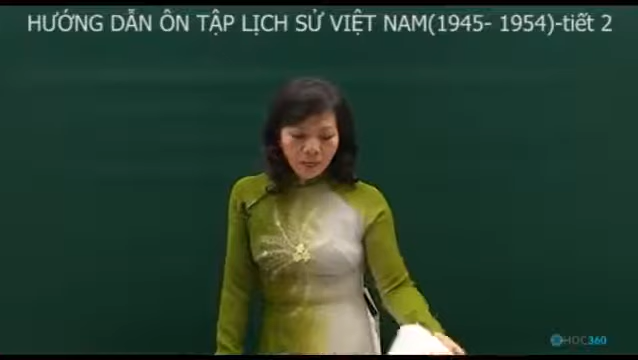 HƯỚNG DẪN ÔN TẬP LỊCH SỬ VIỆT NAM(1945- 1954)-tiết 2
HOC360